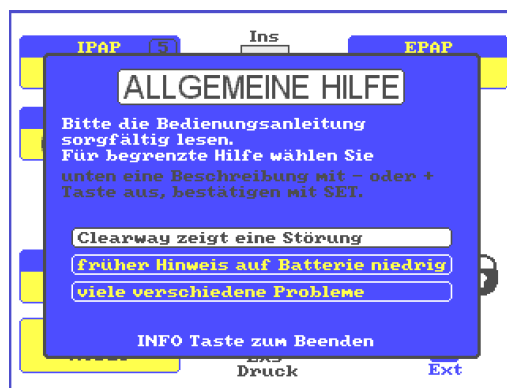 Ins
IPAP 5 EPAP
ALLGEMEINE HILFE
Bitte die Bedienungsanleitung
sorgfältig lesen.
Für begrenzte Hilfe wählen Sie
unten eine Beschreibung mit - oder +
Taste aus, bestätigen mit SET.
Clearway zeigt eine Störung
früher Hinweis auf Batterie niedrig
viele verschiedene Probleme
INFO Taste zum Beenden
Druck Ext